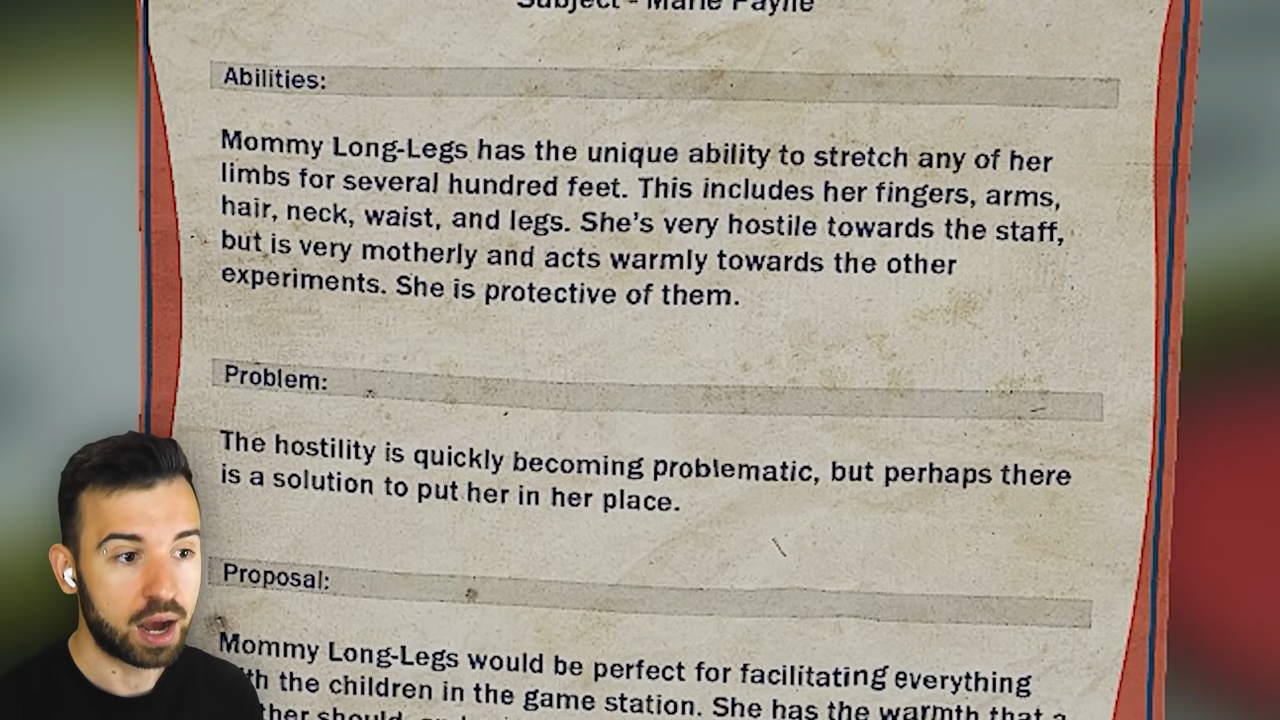 Subject - Marie Payne
Abilities:
Mommy Long-Legs has the unique ability to stretch any of her
limbs for several hundred feet. This includes her fingers, arms,
hair, neck, waist, and legs. She's very hostile towards the staff,
but is very motherly and acts warmly towards the other
experiments. She is protective of them.
Problem:
The hostility is quickly becoming problematic, but perhaps there
is a solution to put her in her place.
Proposal:
Mommy Long-Legs would be perfect for facilitating everything
the children in the game station. She has the warmth that a
should,